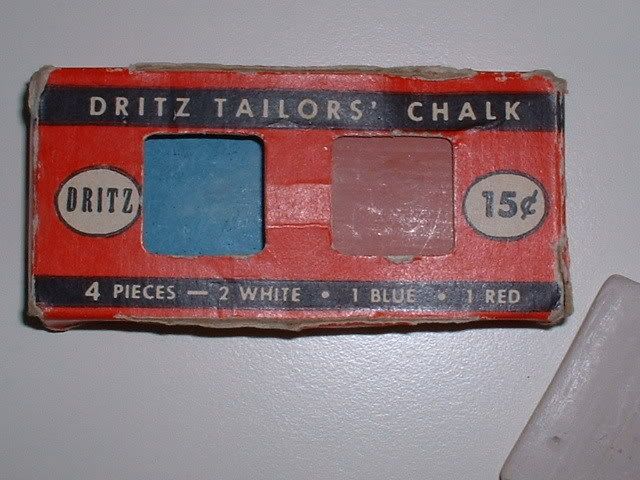 DRITZ TAILORS' CHALK
DRITZ
15¢
4 PIECES — 2 WHITE • 1 BLUE • 1 RED